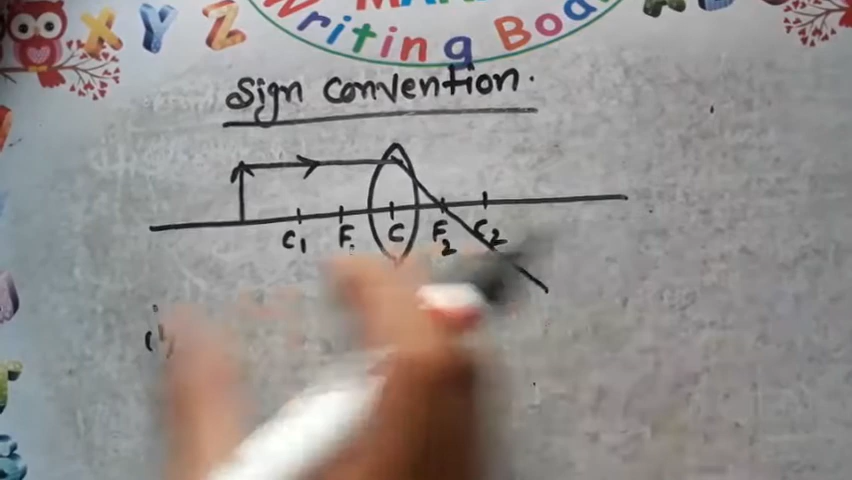 X Y Z
Writing Boa
Sign convention.
C₁ F₁ C F₂ C₂